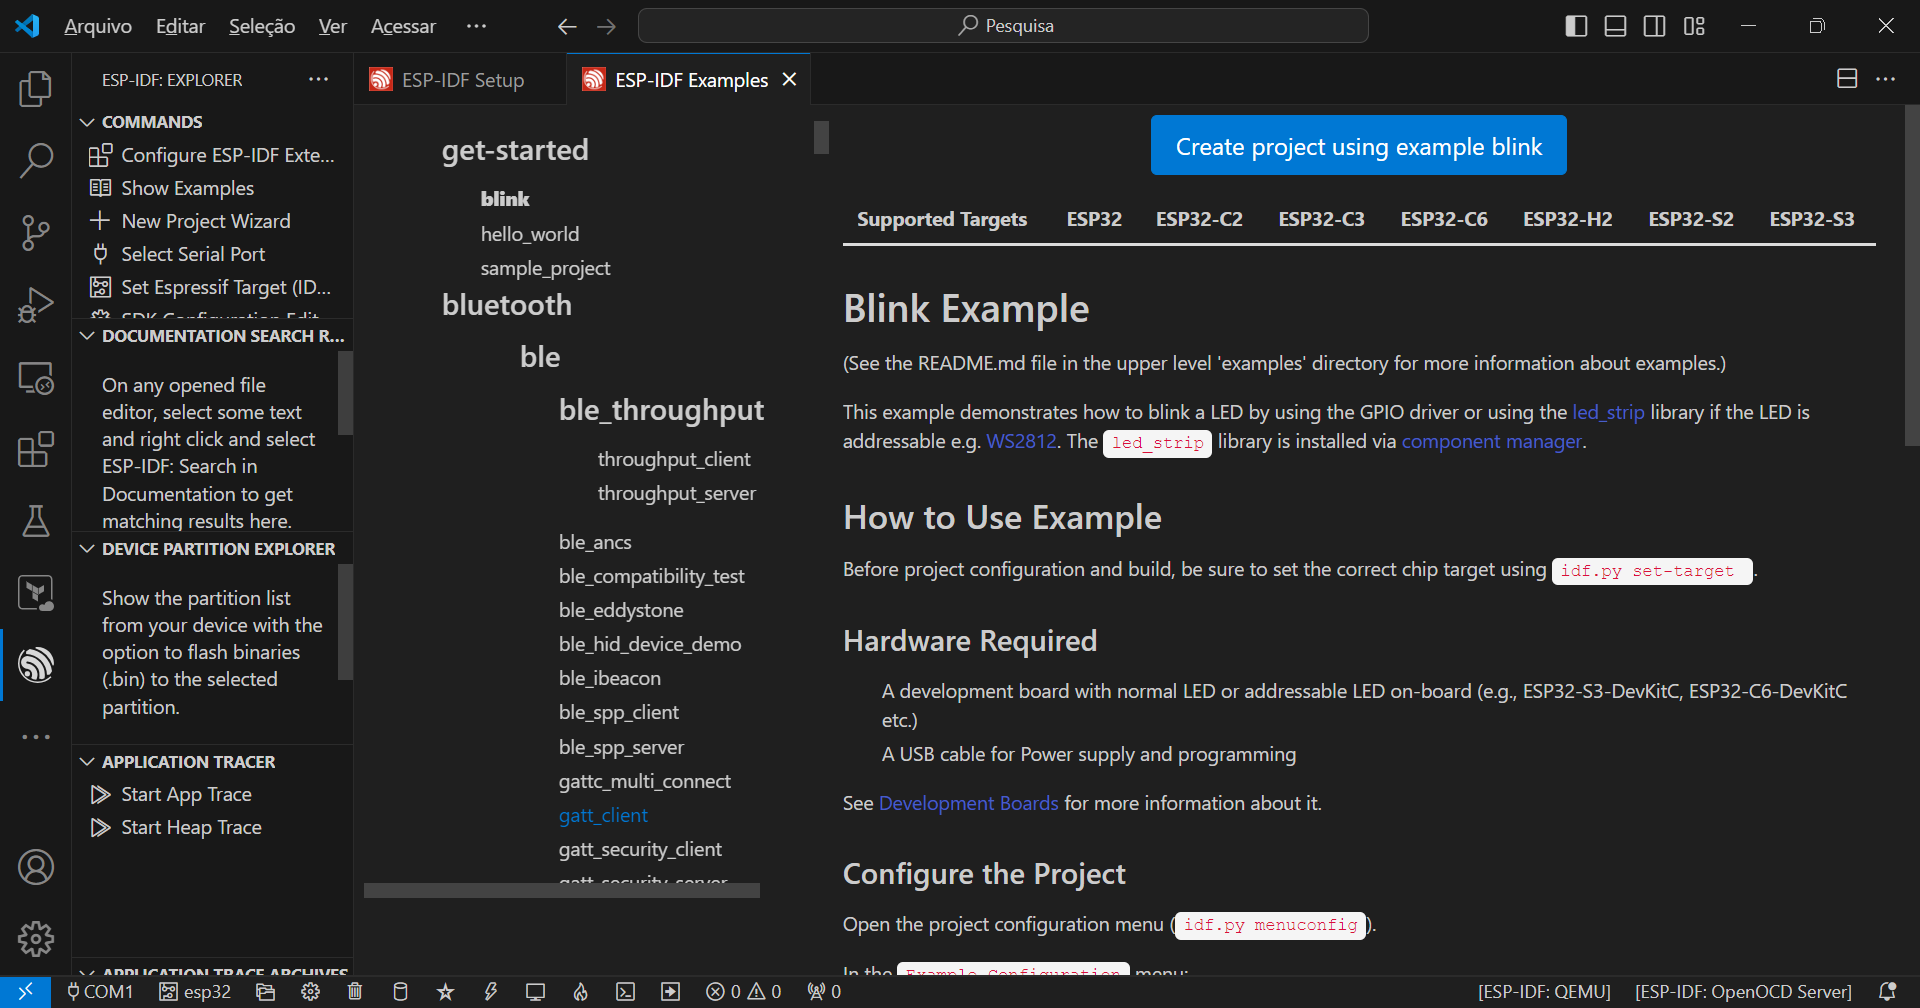 Arquivo Editar Seleção Ver Acessar ··· Pesquisa
ESP-IDF: EXPLORER ···
COMMANDS
Configure ESP-IDF Exte...
Show Examples
New Project Wizard
Select Serial Port
Set Espressif Target (ID...
SDK Configuration Edit
DOCUMENTATION SEARCH R...
On any opened file
editor, select some text
and right click and select
ESP-IDF: Search in
Documentation to get
matching results here.
DEVICE PARTITION EXPLORER
Show the partition list
from your device with the
option to flash binaries
(.bin) to the selected
partition.
APPLICATION TRACER
Start App Trace
Start Heap Trace
APPLICATION TRACE ARCHIVES
ESP-IDF Setup ESP-IDF Examples
get-started
blink
hello_world
sample_project
bluetooth
ble
ble_throughput
throughput_client
throughput_server
ble_ancs
ble_compatibility_test
ble_eddystone
ble_hid_device_demo
ble_ibeacon
ble_spp_client
ble_spp_server
gattc_multi_connect
gatt_client
gatt_security_client
gatt_security_server
Create project using example blink
Supported Targets ESP32 ESP32-C2 ESP32-C3 ESP32-C6 ESP32-H2 ESP32-S2 ESP32-S3
Blink Example
(See the README.md file in the upper level 'examples' directory for more information about examples.)
This example demonstrates how to blink a LED by using the GPIO driver or using the led_strip library if the LED is
addressable e.g. WS2812. The led_strip library is installed via component manager.
How to Use Example
Before project configuration and build, be sure to set the correct chip target using idf.py set-target .
Hardware Required
A development board with normal LED or addressable LED on-board (e.g., ESP32-S3-DevKitC, ESP32-C6-DevKitC
etc.)
A USB cable for Power supply and programming
See Development Boards for more information about it.
Configure the Project
Open the project configuration menu (idf.py menuconfig).
In the Example Configuration menu:
COM1 esp32 0 0 0 [ESP-IDF: QEMU] [ESP-IDF: OpenOCD Server]